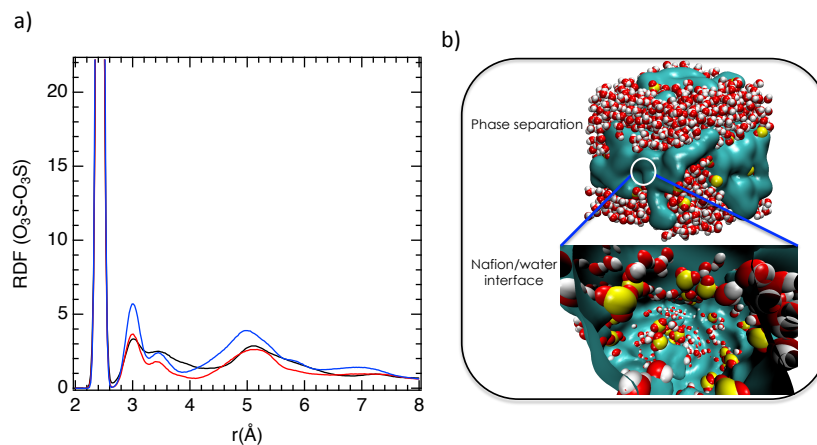 a)
b)
20
15
10
5
0
RDF (O₃S-O₃S)
2 3 4 5 6 7 8
r(Å)
Phase separation
Nafion/water
interface